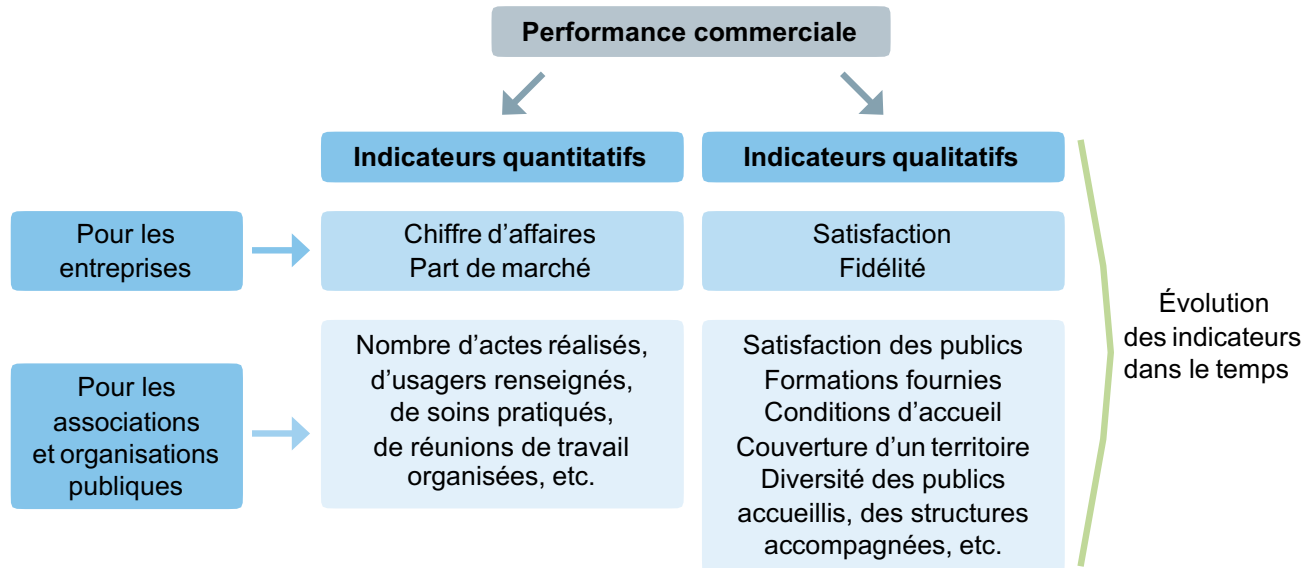 Performance commerciale
Indicateurs quantitatifs
Indicateurs qualitatifs
Pour les
entreprises
Chiffre d’affaires
Part de marché
Satisfaction
Fidélité
Pour les
associations
et organisations
publiques
Nombre d’actes réalisés,
d’usagers renseignés,
de soins pratiqués,
de réunions de travail
organisées, etc.
Satisfaction des publics
Formations fournies
Conditions d’accueil
Couverture d’un territoire
Diversité des publics
accueillis, des structures
accompagnées, etc.
Évolution
des indicateurs
dans le temps